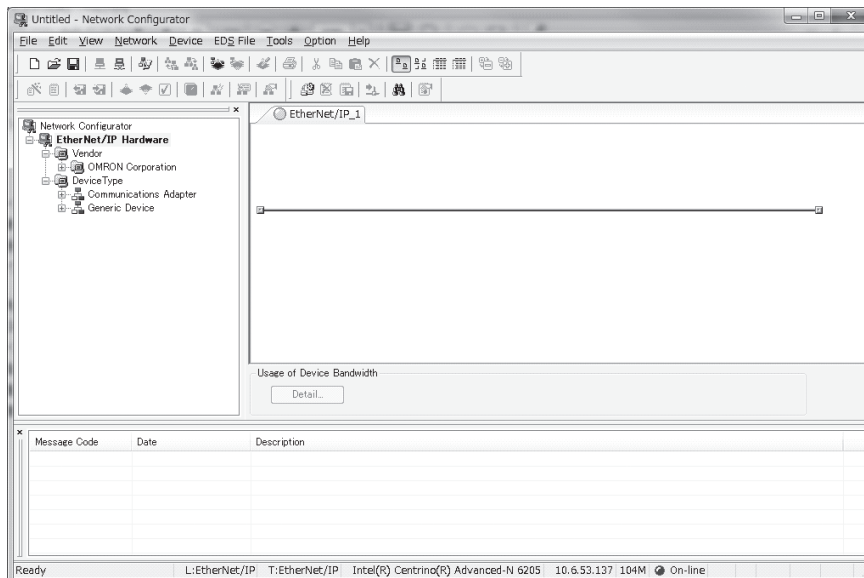 Untitled - Network Configurator
File Edit View Network Device EDS File Tools Option Help
EtherNet/IP_1
Network Configurator
EtherNet/IP Hardware
Vendor
OMRON Corporation
DeviceType
Communications Adapter
Generic Device
Usage of Device Bandwidth
Detail...
Message Code Date Description
Ready L:EtherNet/IP T:EtherNet/IP Intel(R) Centrino(R) Advanced-N 6205 10.6.53.137 104M On-line